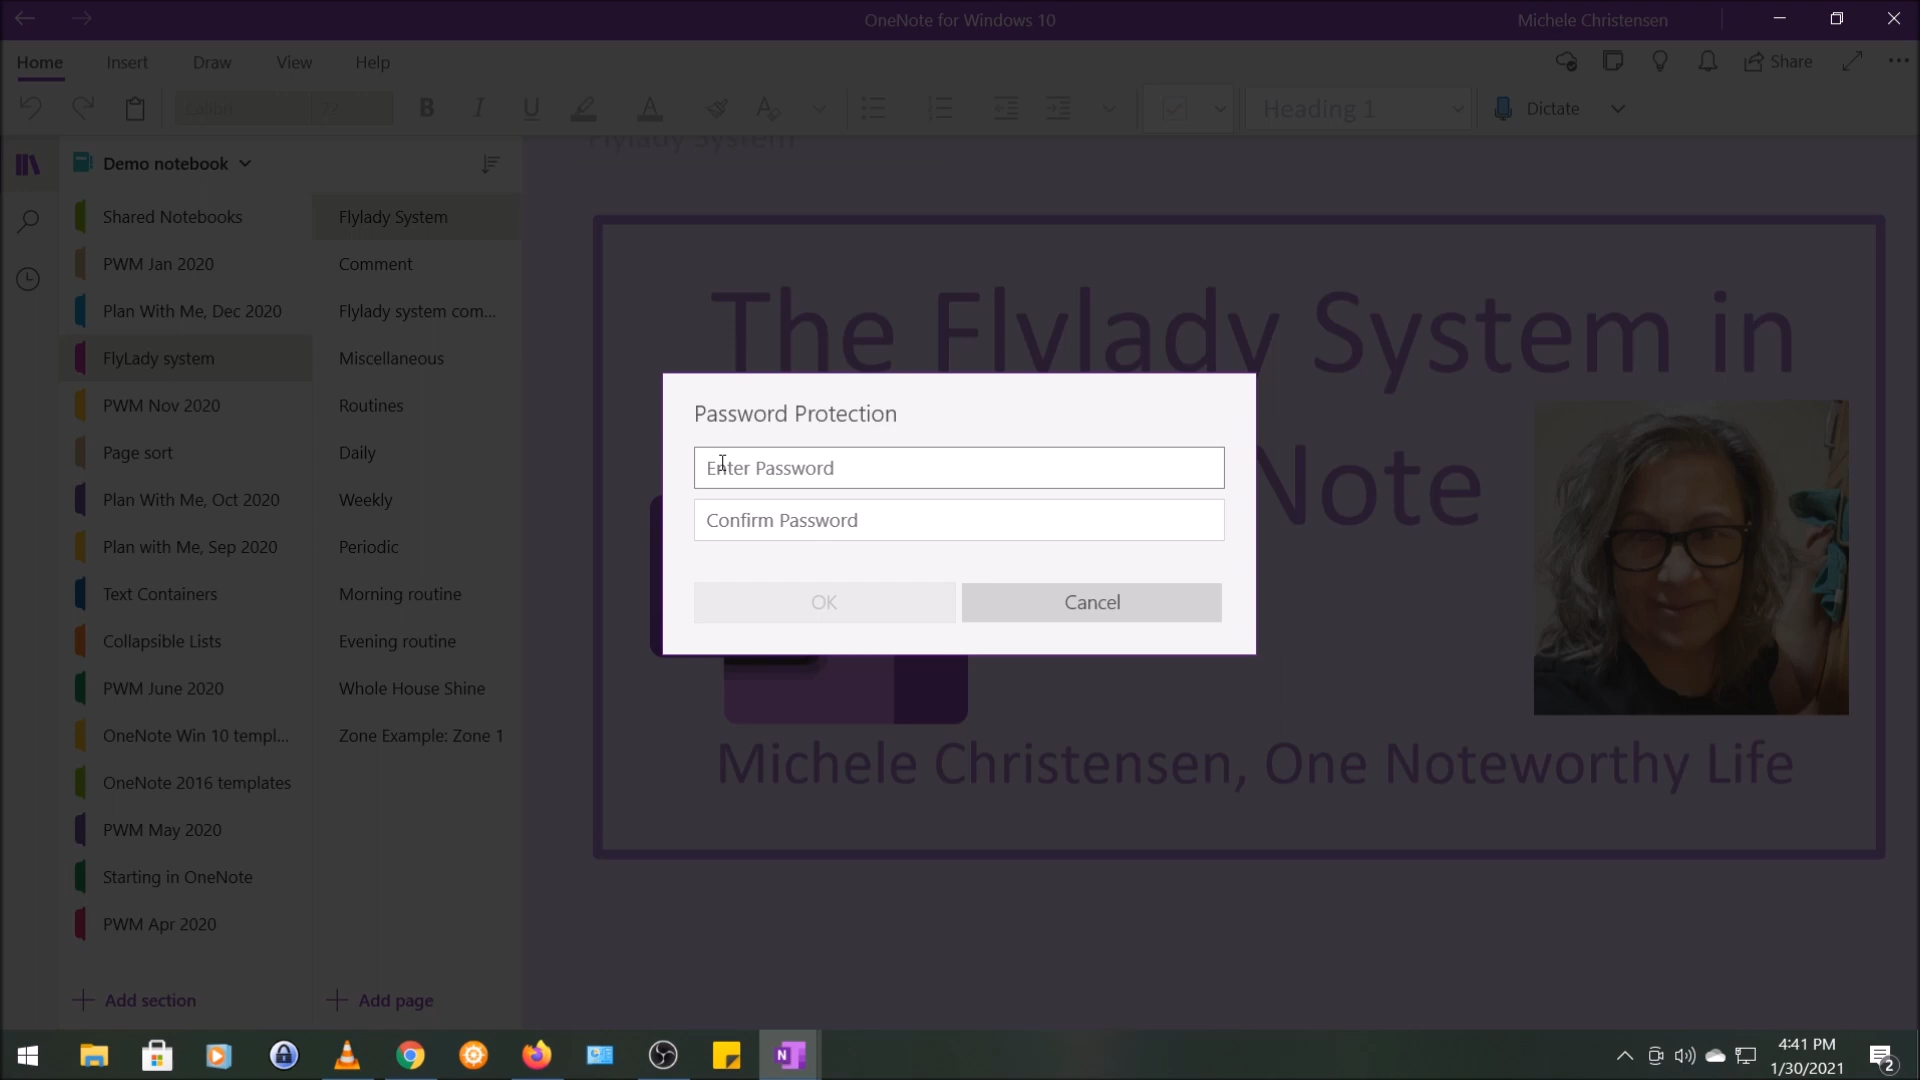 OneNote for Windows 10
Michele Christensen
Home Insert Draw View Help
Share
Calibri 72
B I U A A
Heading 1
Dictate
Flylady System
Demo notebook
Shared Notebooks
PWM Jan 2020
Plan With Me, Dec 2020
FlyLady system
PWM Nov 2020
Page sort
Plan With Me, Oct 2020
Plan with Me, Sep 2020
Text Containers
Collapsible Lists
PWM June 2020
OneNote Win 10 templ...
OneNote 2016 templates
PWM May 2020
Starting in OneNote
PWM Apr 2020
Add section
Flylady System
Comment
Flylady system com...
Miscellaneous
Routines
Daily
Weekly
Periodic
Morning routine
Evening routine
Whole House Shine
Zone Example: Zone 1
Add page
The Flylady System in
Note
Michele Christensen, One Noteworthy Life
Password Protection
Enter Password
Confirm Password
OK
Cancel
N
4:41 PM
1/30/2021
2